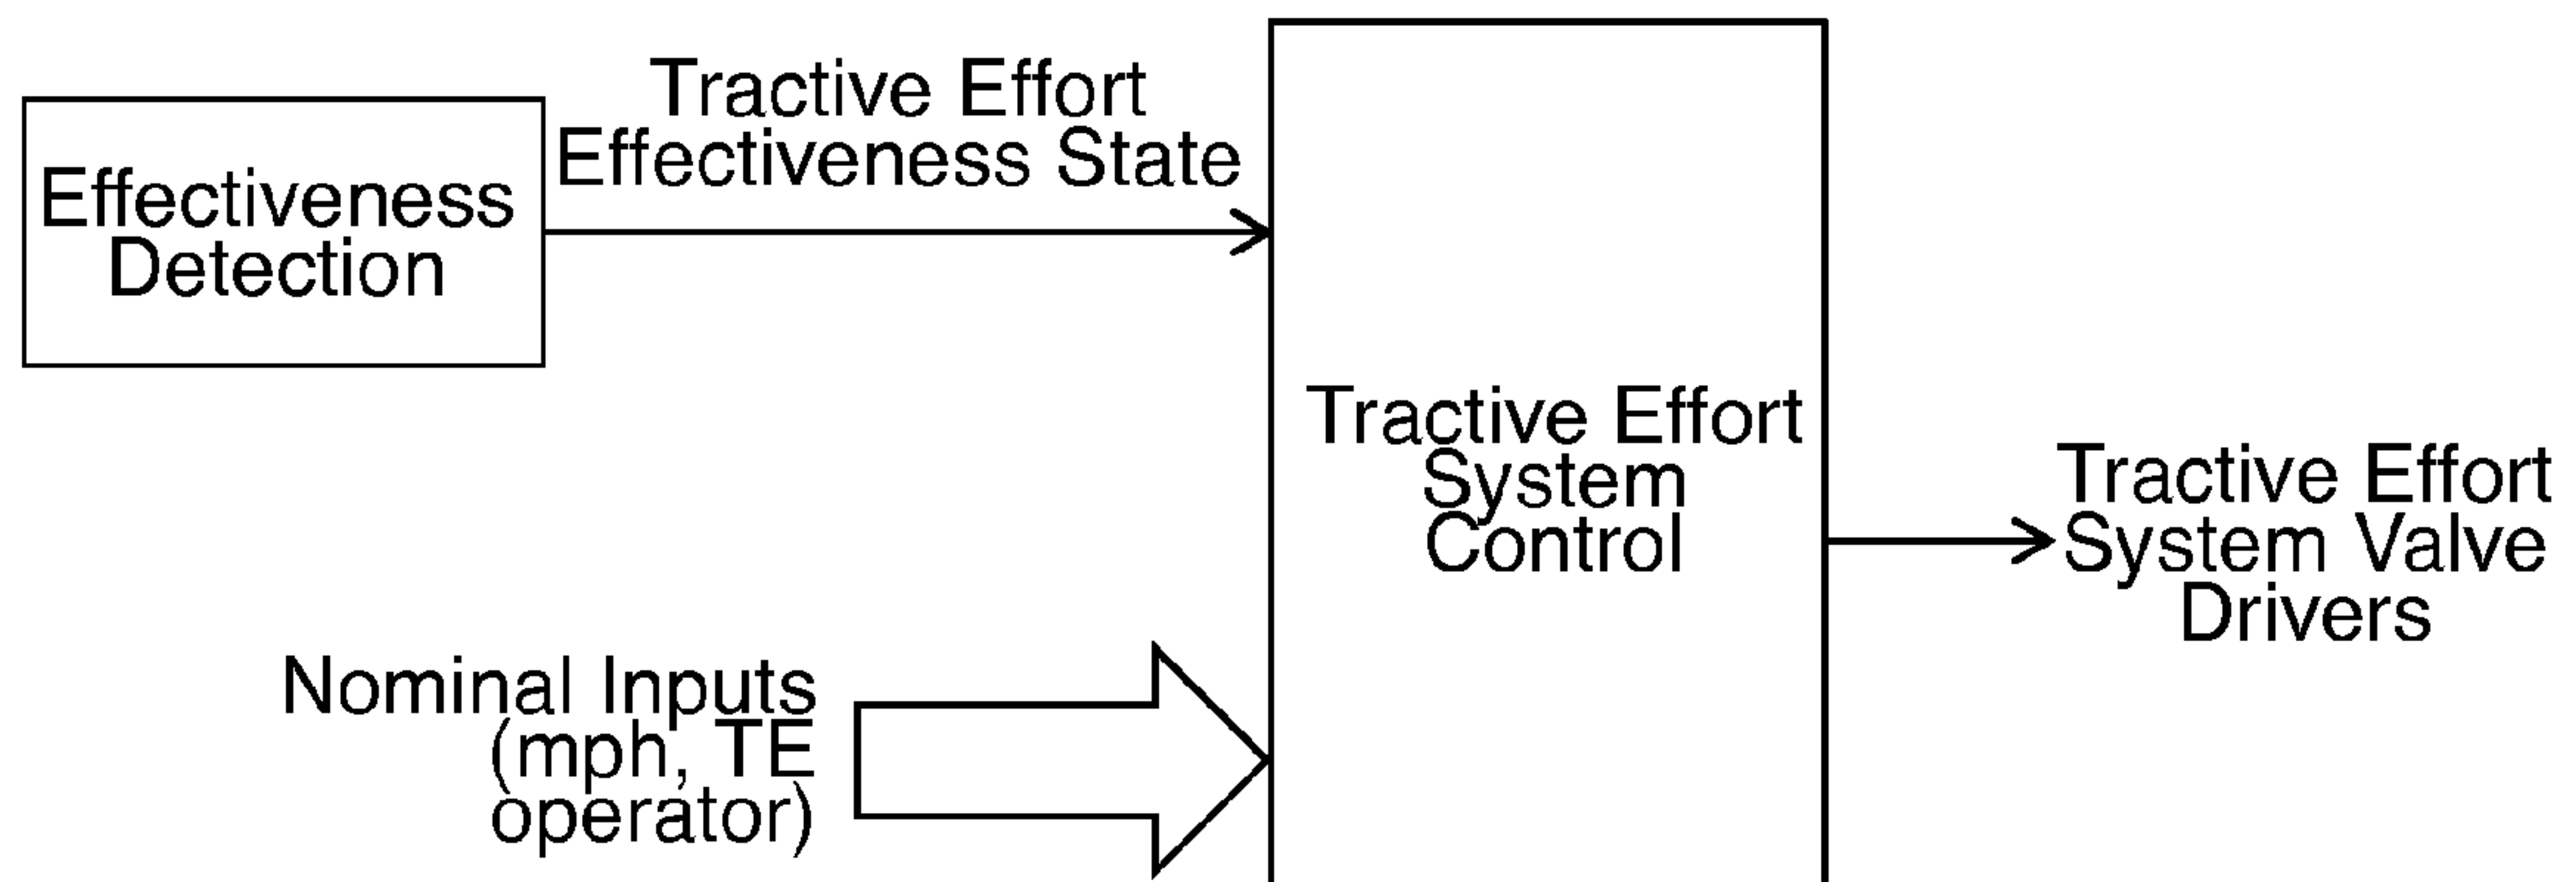 Effectiveness
Detection
Tractive Effort
Effectiveness State
Tractive Effort
System
Control
Nominal Inputs
(mph, TE
operator)
Tractive Effort
System Valve
Drivers